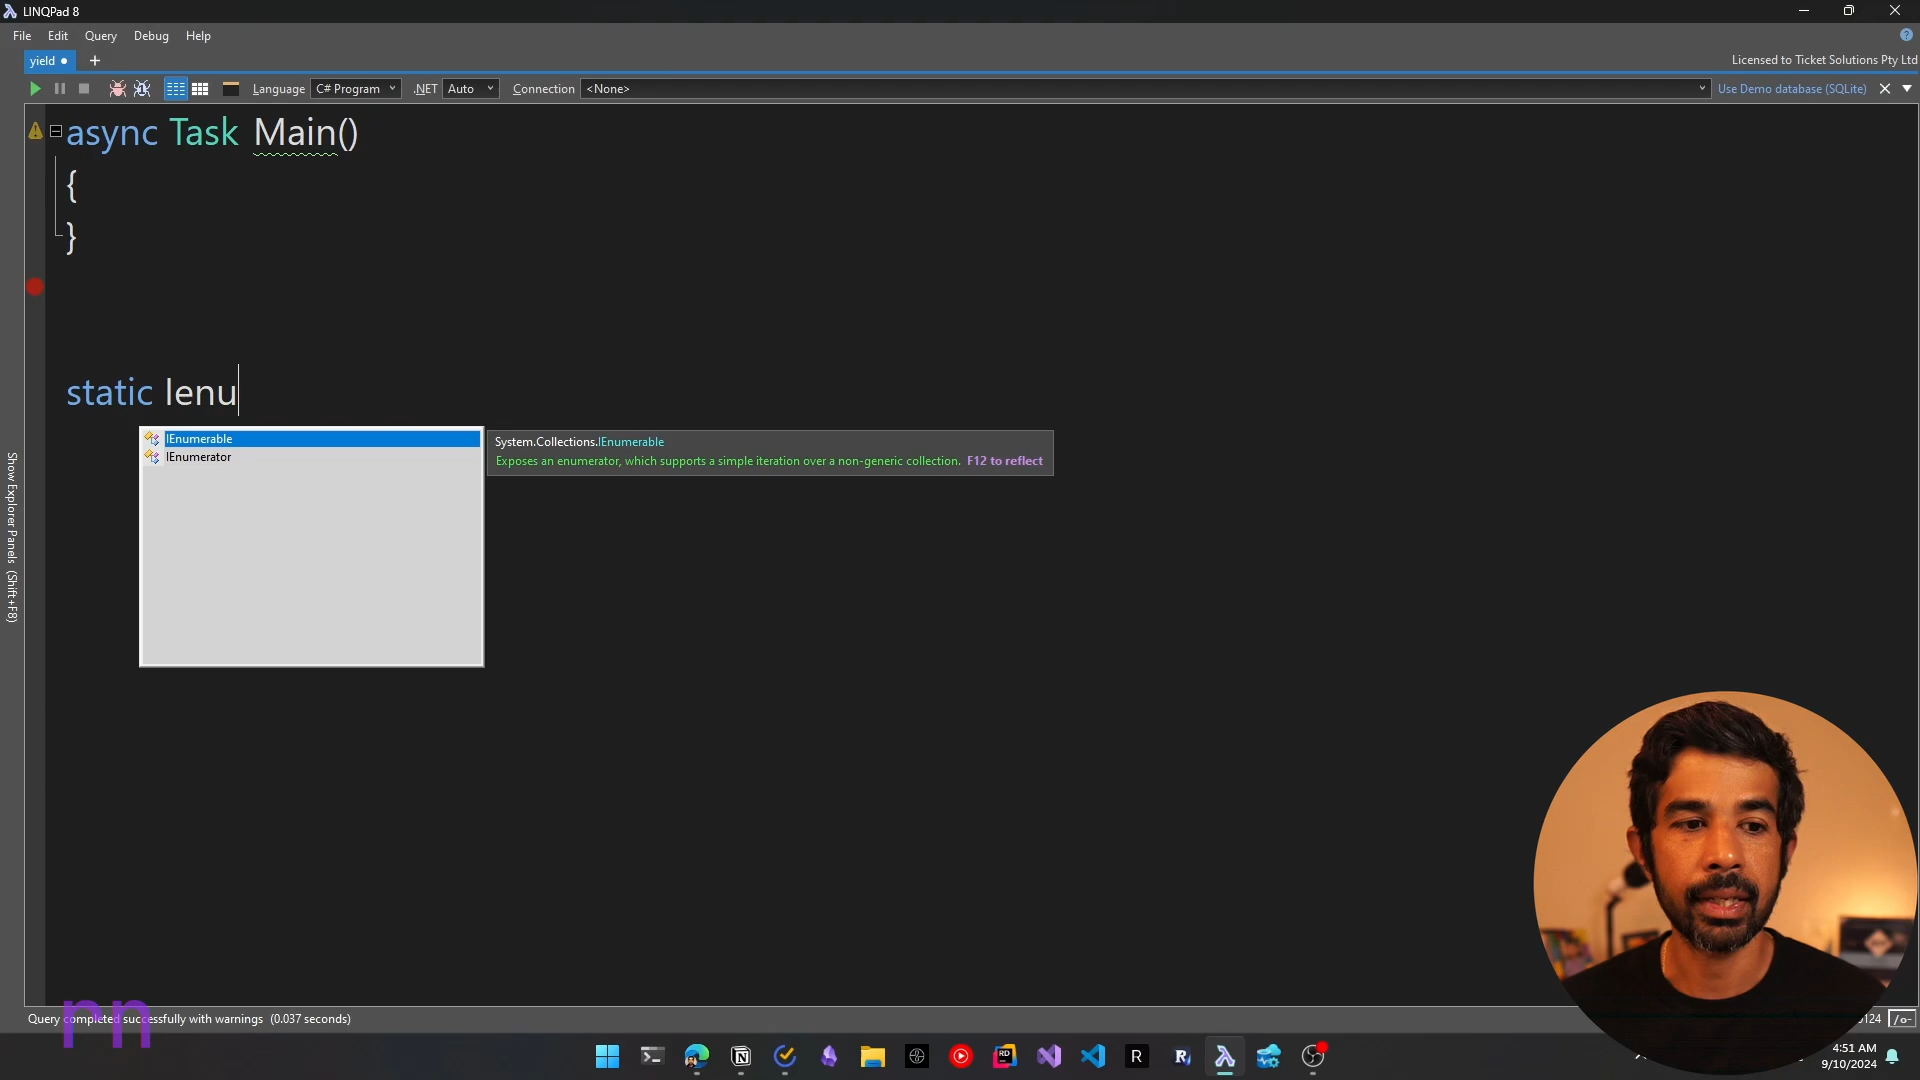 LINQPad 8
File Edit Query Debug Help
yield
Licensed to Ticket Solutions Pty Ltd
Language C# Program .NET Auto Connection <None> Use Demo database (SQLite)
async Task Main()
{
}
static Ienu
IEnumerable
IEnumerator
System.Collections.IEnumerable
Exposes an enumerator, which supports a simple iteration over a non-generic collection. F12 to reflect
Show Explorer Panels (Shift+F8)
rn
Query completed successfully with warnings (0.037 seconds)
/o-
4:51 AM
9/10/2024